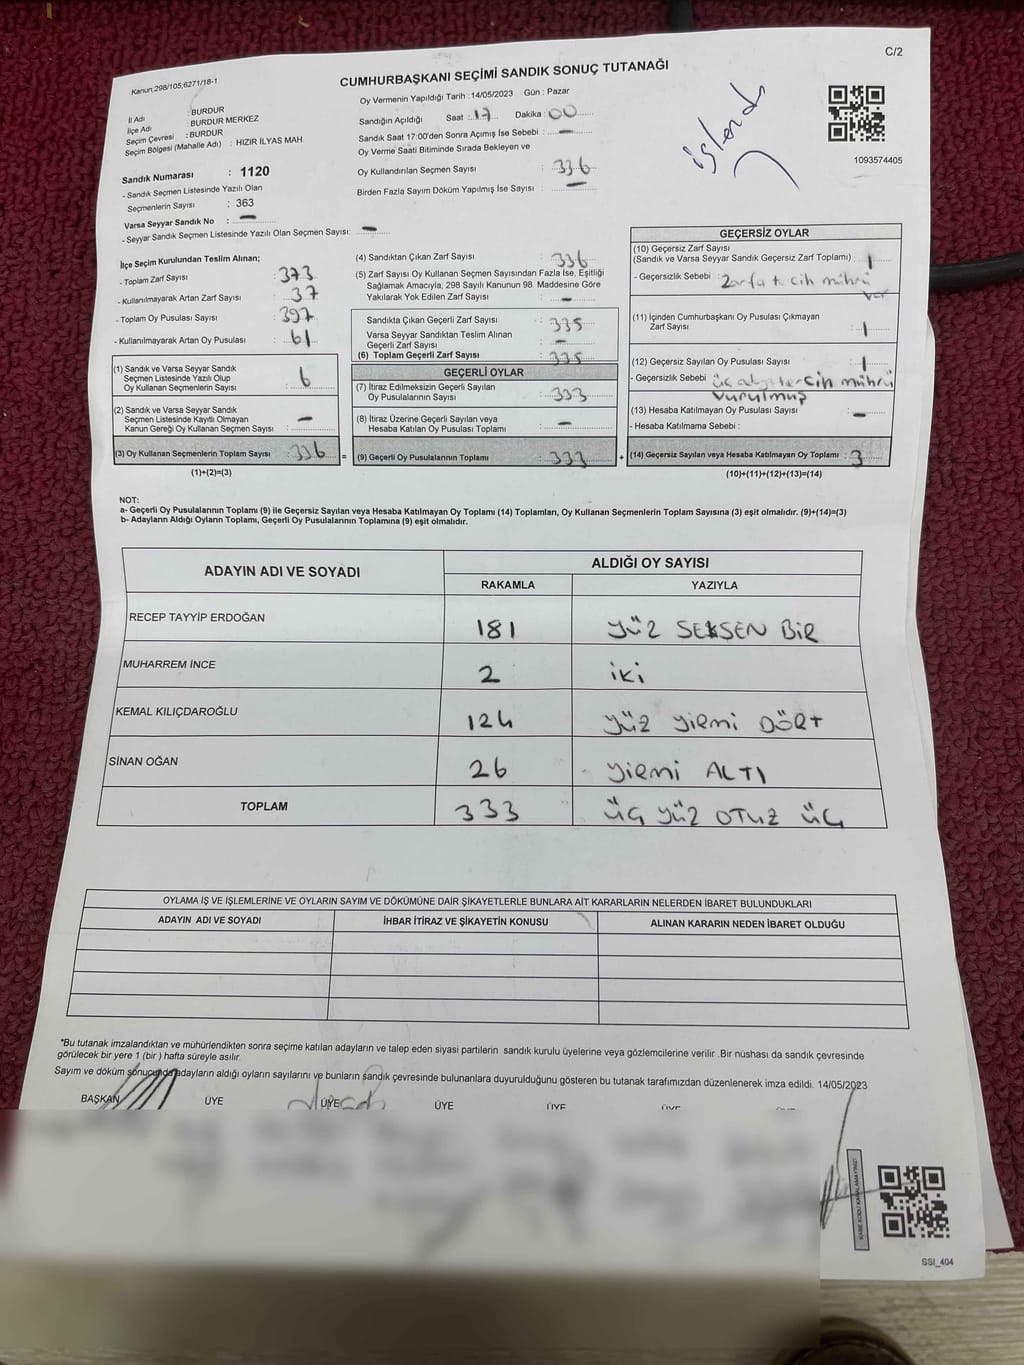 C/2
Kanun:298/105;6271/18-1
CUMHURBAŞKANI SEÇİMİ SANDIK SONUÇ TUTANAĞI
Oy Vermenin Yapıldığı Tarih : 14/05/2023 Gün : Pazar
işlendi
İl Adı : BURDUR
İlçe Adı : BURDUR MERKEZ
Seçim Çevresi : BURDUR
Seçim Bölgesi (Mahalle Adı) : HIZIR İLYAS MAH.
Sandığın Açıldığı Saat : 17 Dakika : 00
Sandık Saat 17:00'den Sonra Açımış İse Sebebi : —
Oy Verme Saati Bitiminde Sırada Bekleyen ve
Oy Kullandırılan Seçmen Sayısı : 336
Birden Fazla Sayım Döküm Yapılmış İse Sayısı : —
1093574405
Sandık Numarası : 1120
- Sandık Seçmen Listesinde Yazılı Olan
Seçmenlerin Sayısı : 363
Varsa Seyyar Sandık No : —
- Seyyar Sandık Seçmen Listesinde Yazılı Olan Seçmen Sayısı: —
İlçe Seçim Kurulundan Teslim Alınan;
- Toplam Zarf Sayısı : 373
- Kullanılmayarak Artan Zarf Sayısı : 37
- Toplam Oy Pusulası Sayısı : 397
- Kullanılmayarak Artan Oy Pusulası : 61
(1) Sandık ve Varsa Seyyar Sandık
Seçmen Listesinde Yazılı Olup
Oy Kullanan Seçmenlerin Sayısı : 6
(2) Sandık ve Varsa Seyyar Sandık
Seçmen Listesinde Kayıtlı Olmayan
Kanun Gereği Oy Kullanan Seçmen Sayısı : —
(3) Oy Kullanan Seçmenlerin Toplam Sayısı : 336
(1)+(2)=(3)
(4) Sandıktan Çıkan Zarf Sayısı : 336
(5) Zarf Sayısı Oy Kullanan Seçmen Sayısından Fazla İse, Eşitliği
Sağlamak Amacıyla, 298 Sayılı Kanunun 98. Maddesine Göre
Yakılarak Yok Edilen Zarf Sayısı : —
Sandıkta Çıkan Geçerli Zarf Sayısı : 335
Varsa Seyyar Sandıktan Teslim Alınan
Geçerli Zarf Sayısı : —
(6) Toplam Geçerli Zarf Sayısı : 335
GEÇERLİ OYLAR
(7) İtiraz Edilmeksizin Geçerli Sayılan
Oy Pusulalarının Sayısı : 333
(8) İtiraz Üzerine Geçerli Sayılan veya
Hesaba Katılan Oy Pusulası Toplamı : —
= (9) Geçerli Oy Pusulalarının Toplamı : 333
GEÇERSİZ OYLAR
(10) Geçersiz Zarf Sayısı
(Sandık ve Varsa Seyyar Sandık Geçersiz Zarf Toplamı) : 1
- Geçersizlik Sebebi : Zarfta tercih mührü
var
(11) İçinden Cumhurbaşkanı Oy Pusulası Çıkmayan
Zarf Sayısı : 1
(12) Geçersiz Sayılan Oy Pusulası Sayısı : 1
- Geçersizlik Sebebi : üç tercih mührü
vurulmuş
(13) Hesaba Katılmayan Oy Pusulası Sayısı : —
- Hesaba Katılmama Sebebi :
+ (14) Geçersiz Sayılan veya Hesaba Katılmayan Oy Toplamı : 3
(10)+(11)+(12)+(13)=(14)
NOT:
a- Geçerli Oy Pusulalarının Toplamı (9) ile Geçersiz Sayılan veya Hesaba Katılmayan Oy Toplamı (14) Toplamları, Oy Kullanan Seçmenlerin Toplam Sayısına (3) eşit olmalıdır. (9)+(14)=(3)
b- Adayların Aldığı Oyların Toplamı, Geçerli Oy Pusulalarının Toplamına (9) eşit olmalıdır.
ADAYIN ADI VE SOYADI ALDIĞI OY SAYISI
RAKAMLA YAZIYLA
RECEP TAYYİP ERDOĞAN 181 YÜZ SEKSEN BİR
MUHARREM İNCE 2 İKİ
KEMAL KILIÇDAROĞLU 124 YÜZ YİRMİ DÖRT
SİNAN OĞAN 26 YİRMİ ALTI
TOPLAM 333 ÜÇ YÜZ OTUZ ÜÇ
OYLAMA İŞ VE İŞLEMLERİNE VE OYLARIN SAYIM VE DÖKÜMÜNE DAİR ŞİKAYETLERLE BUNLARA AİT KARARLARIN NELERDEN İBARET BULUNDUKLARI
ADAYIN ADI VE SOYADI İHBAR İTİRAZ VE ŞİKAYETİN KONUSU ALINAN KARARIN NEDEN İBARET OLDUĞU
*Bu tutanak imzalandıktan ve mühürlendikten sonra seçime katılan adayların ve talep eden siyasi partilerin sandık kurulu üyelerine veya gözlemcilerine verilir .Bir nüshası da sandık çevresinde
görülecek bir yere 1 (bir ) hafta süreyle asılır.
Sayım ve döküm sonucunda adayların aldığı oyların sayılarını ve bunların sandık çevresinde bulunanlara duyurulduğunu gösteren bu tutanak tarafımızdan düzenlenerek imza edildi. 14/05/2023
BAŞKAN ÜYE ÜYE ÜYE ÜYE ÜYE ÜYE
KARE KODU KARALAMAYINIZ!
SSI_404